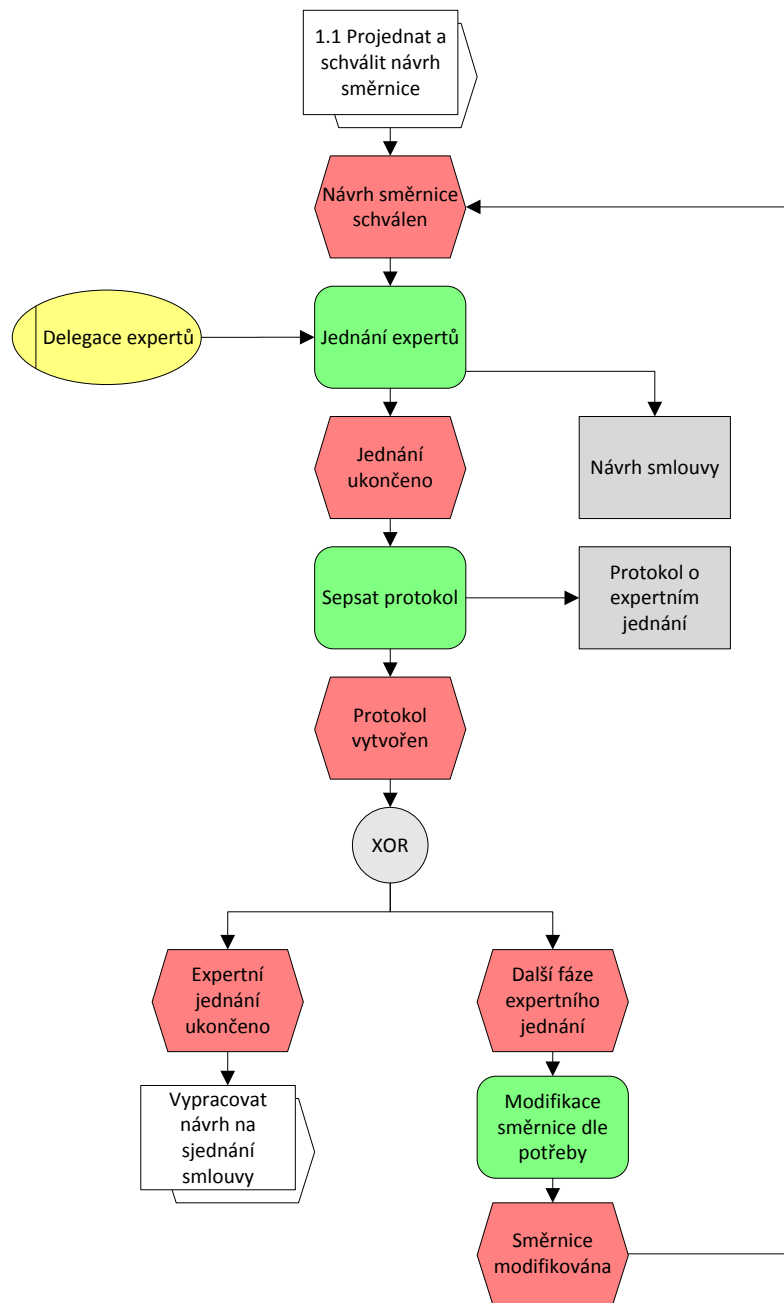 1.1 Projednat a
schválit návrh
směrnice
Návrh směrnice
schválen
Delegace expertů
Jednání expertů
Jednání
ukončeno
Návrh smlouvy
Sepsat protokol
Protokol o
expertním
jednání
Protokol
vytvořen
XOR
Expertní
jednání
ukončeno
Další fáze
expertního
jednání
Vypracovat
návrh na
sjednání
smlouvy
Modifikace
směrnice dle
potřeby
Směrnice
modifikována